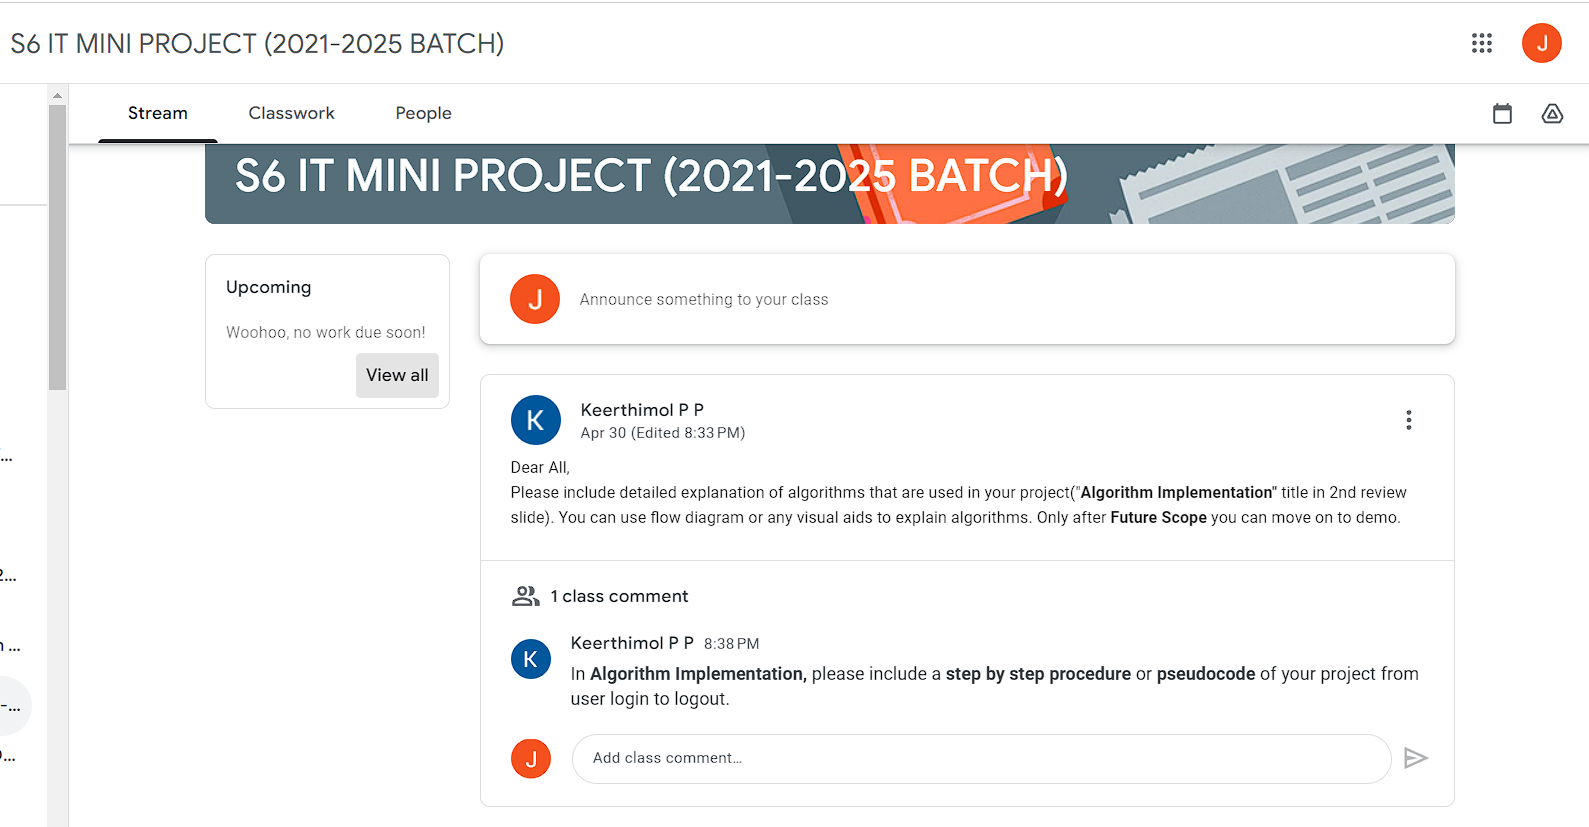 S6 IT MINI PROJECT (2021-2025 BATCH)
J
Stream
Classwork
People
S6 IT MINI PROJECT (2021-2025 BATCH)
Upcoming
Woohoo, no work due soon!
View all
J
Announce something to your class
K
Keerthimol P P
Apr 30 (Edited 8:33 PM)
Dear All,
Please include detailed explanation of algorithms that are used in your project("Algorithm Implementation" title in 2nd review
slide). You can use flow diagram or any visual aids to explain algorithms. Only after Future Scope you can move on to demo.
1 class comment
K
Keerthimol P P 8:38 PM
In Algorithm Implementation, please include a step by step procedure or pseudocode of your project from
user login to logout.
J
Add class comment…